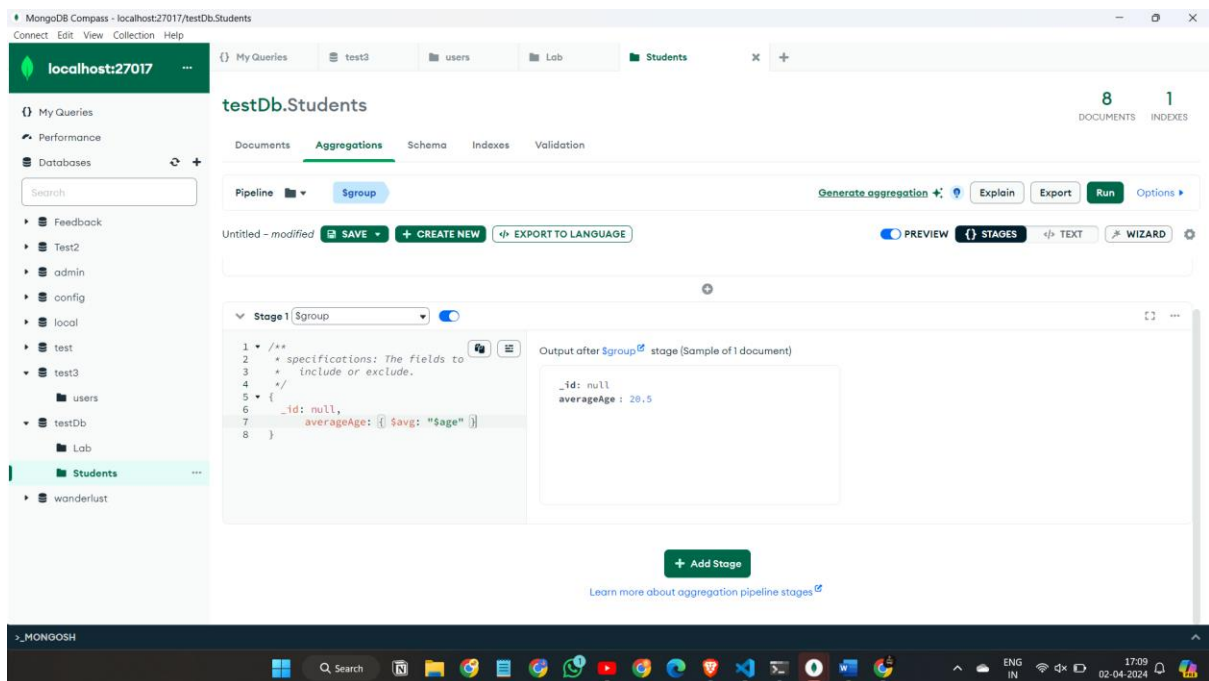 MongoDB Compass - localhost:27017/testDb.Students
Connect Edit View Collection Help
localhost:27017 ...
{} My Queries
Performance
Databases
Search
Feedback
Test2
admin
config
local
test
test3
users
testDb
Lab
Students ...
wanderlust
{} My Queries test3 users Lab Students × +
testDb.Students
8 DOCUMENTS 1 INDEXES
Documents Aggregations Schema Indexes Validation
Pipeline $group Generate aggregation Explain Export Run Options
Untitled – modified SAVE + CREATE NEW </> EXPORT TO LANGUAGE PREVIEW {} STAGES </> TEXT WIZARD
Stage 1 $group ...
1 /**
2 * specifications: The fields to
3 * include or exclude.
4 */
5 {
6 _id: null,
7 averageAge: { $avg: "$age" }
8 }
Output after $group stage (Sample of 1 document)
_id: null
averageAge : 20.5
+ Add Stage
Learn more about aggregation pipeline stages
>_MONGOSH
Search
ENG
IN
17:09
02-04-2024